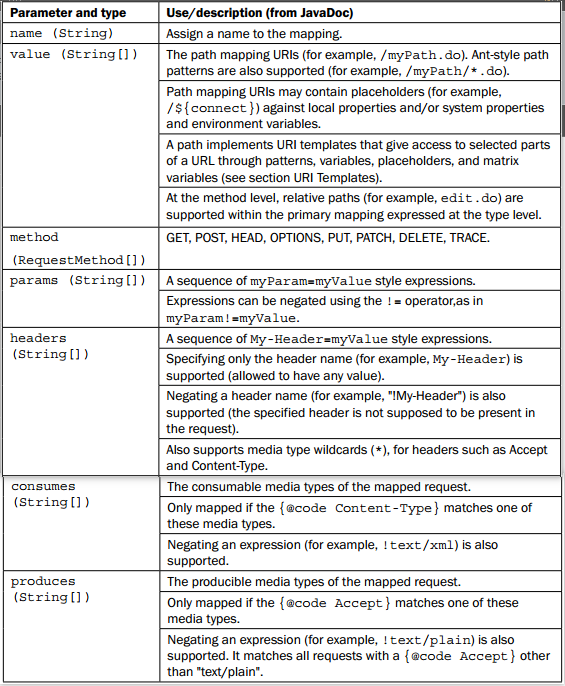 Parameter and type
Use/description (from JavaDoc)
name (String)
Assign a name to the mapping.
value (String[])
The path mapping URIs (for example, /myPath.do). Ant-style path
patterns are also supported (for example, /myPath/*.do).
Path mapping URIs may contain placeholders (for example,
/${connect}) against local properties and/or system properties
and environment variables.
A path implements URI templates that give access to selected parts
of a URL through patterns, variables, placeholders, and matrix
variables (see section URI Templates).
At the method level, relative paths (for example, edit.do) are
supported within the primary mapping expressed at the type level.
method
(RequestMethod[])
GET, POST, HEAD, OPTIONS, PUT, PATCH, DELETE, TRACE.
params (String[])
A sequence of myParam=myValue style expressions.
Expressions can be negated using the != operator,as in
myParam!=myValue.
headers
(String[])
A sequence of My-Header=myValue style expressions.
Specifying only the header name (for example, My-Header) is
supported (allowed to have any value).
Negating a header name (for example, "!My-Header") is also
supported (the specified header is not supposed to be present in
the request).
Also supports media type wildcards (*), for headers such as Accept
and Content-Type.
consumes
(String[])
The consumable media types of the mapped request.
Only mapped if the {@code Content-Type} matches one of
these media types.
Negating an expression (for example, !text/xml) is also
supported.
produces
(String[])
The producible media types of the mapped request.
Only mapped if the {@code Accept} matches one of these
media types.
Negating an expression (for example, !text/plain) is also
supported. It matches all requests with a {@code Accept} other
than "text/plain".